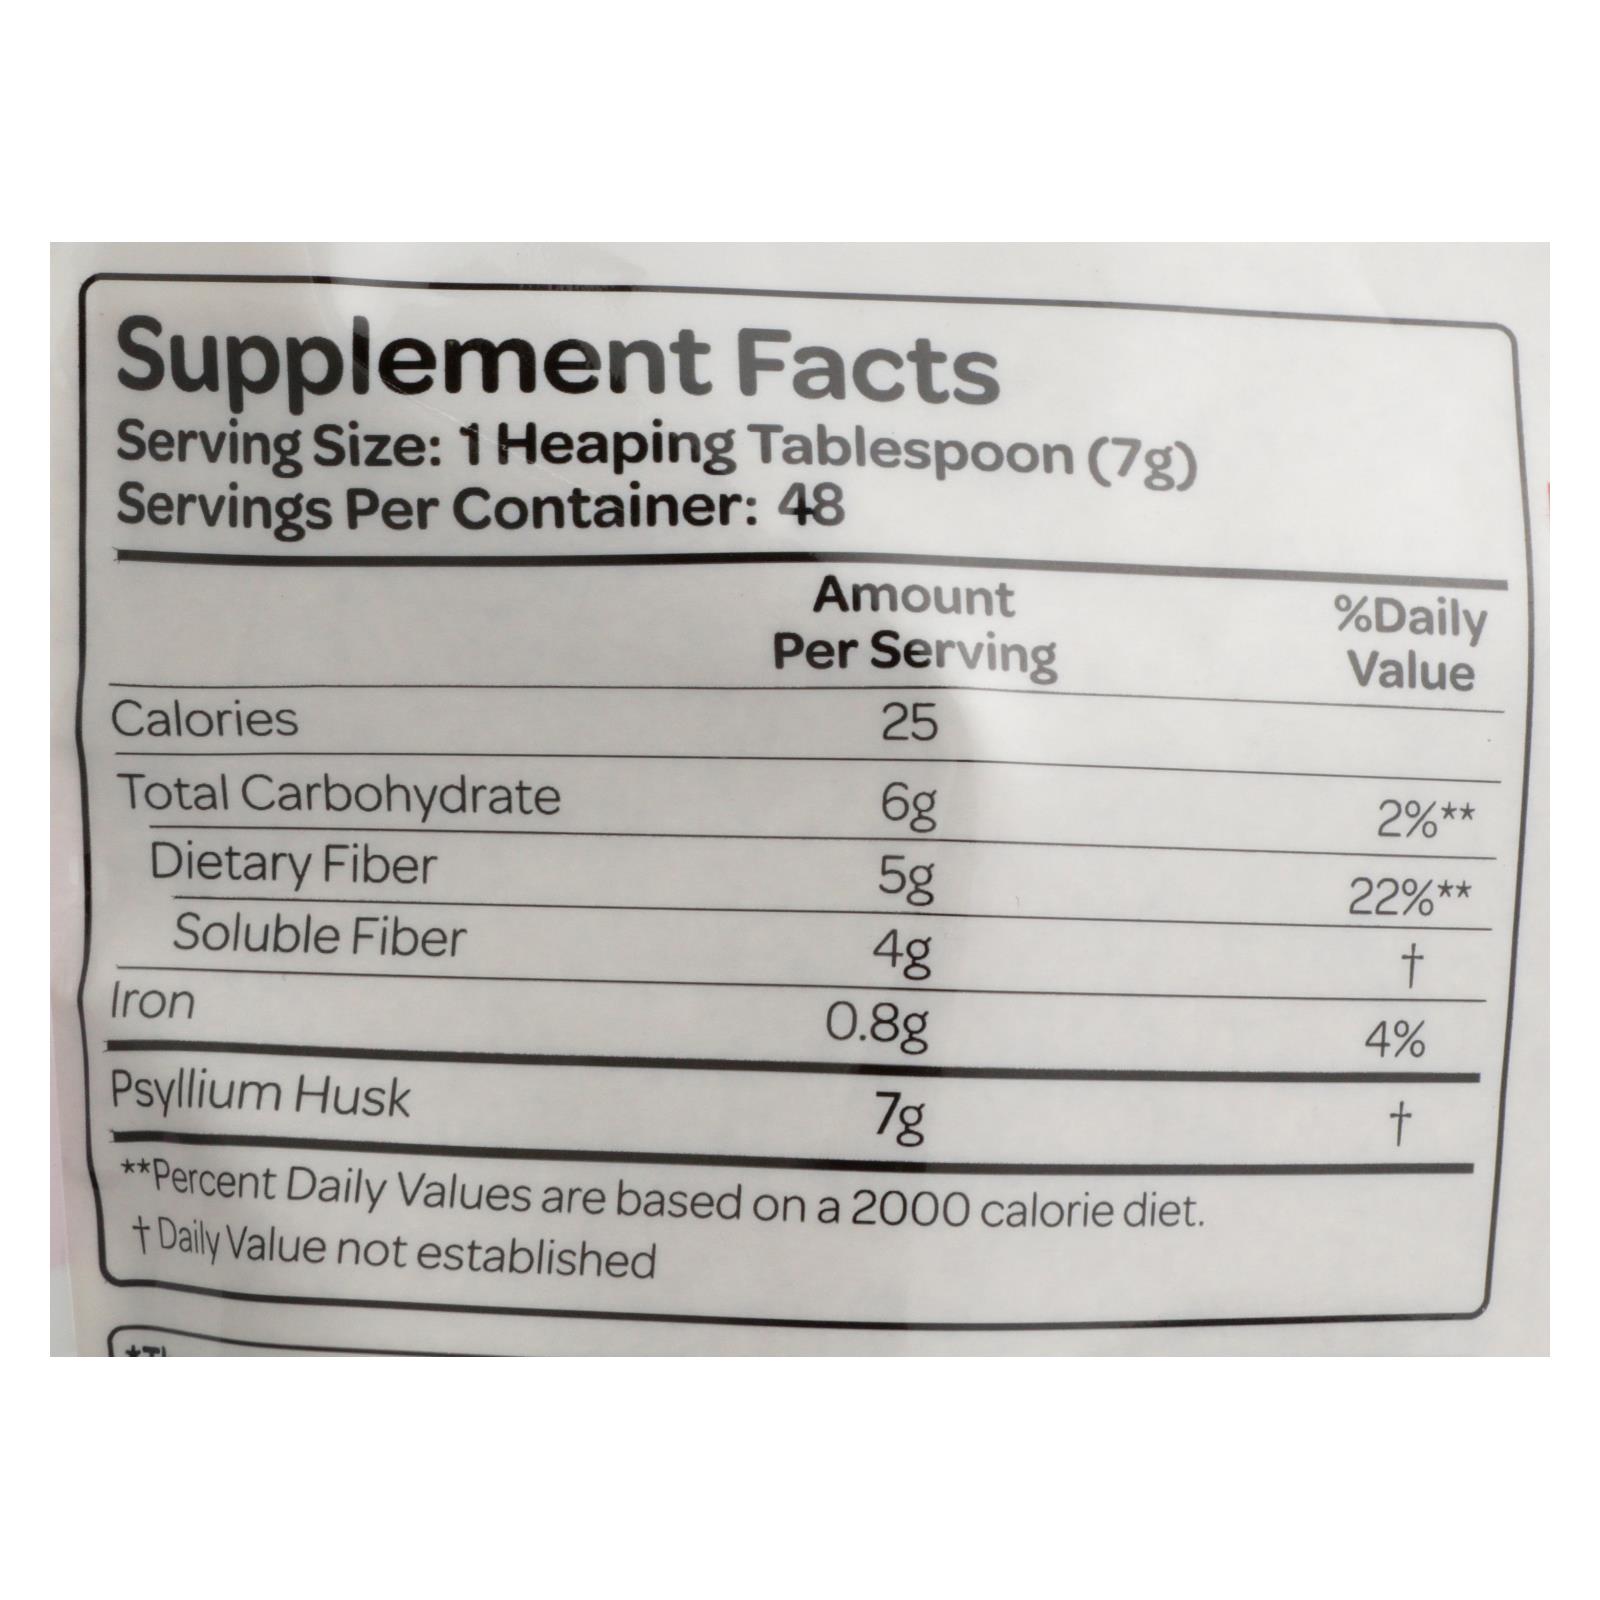 Supplement Facts
Serving Size: 1 Heaping Tablespoon (7g)
Servings Per Container: 48
Amount Per Serving %Daily Value
Calories 25
Total Carbohydrate 6g 2%**
Dietary Fiber 5g 22%**
Soluble Fiber 4g †
Iron 0.8g 4%
Psyllium Husk 7g †
**Percent Daily Values are based on a 2000 calorie diet.
† Daily Value not established